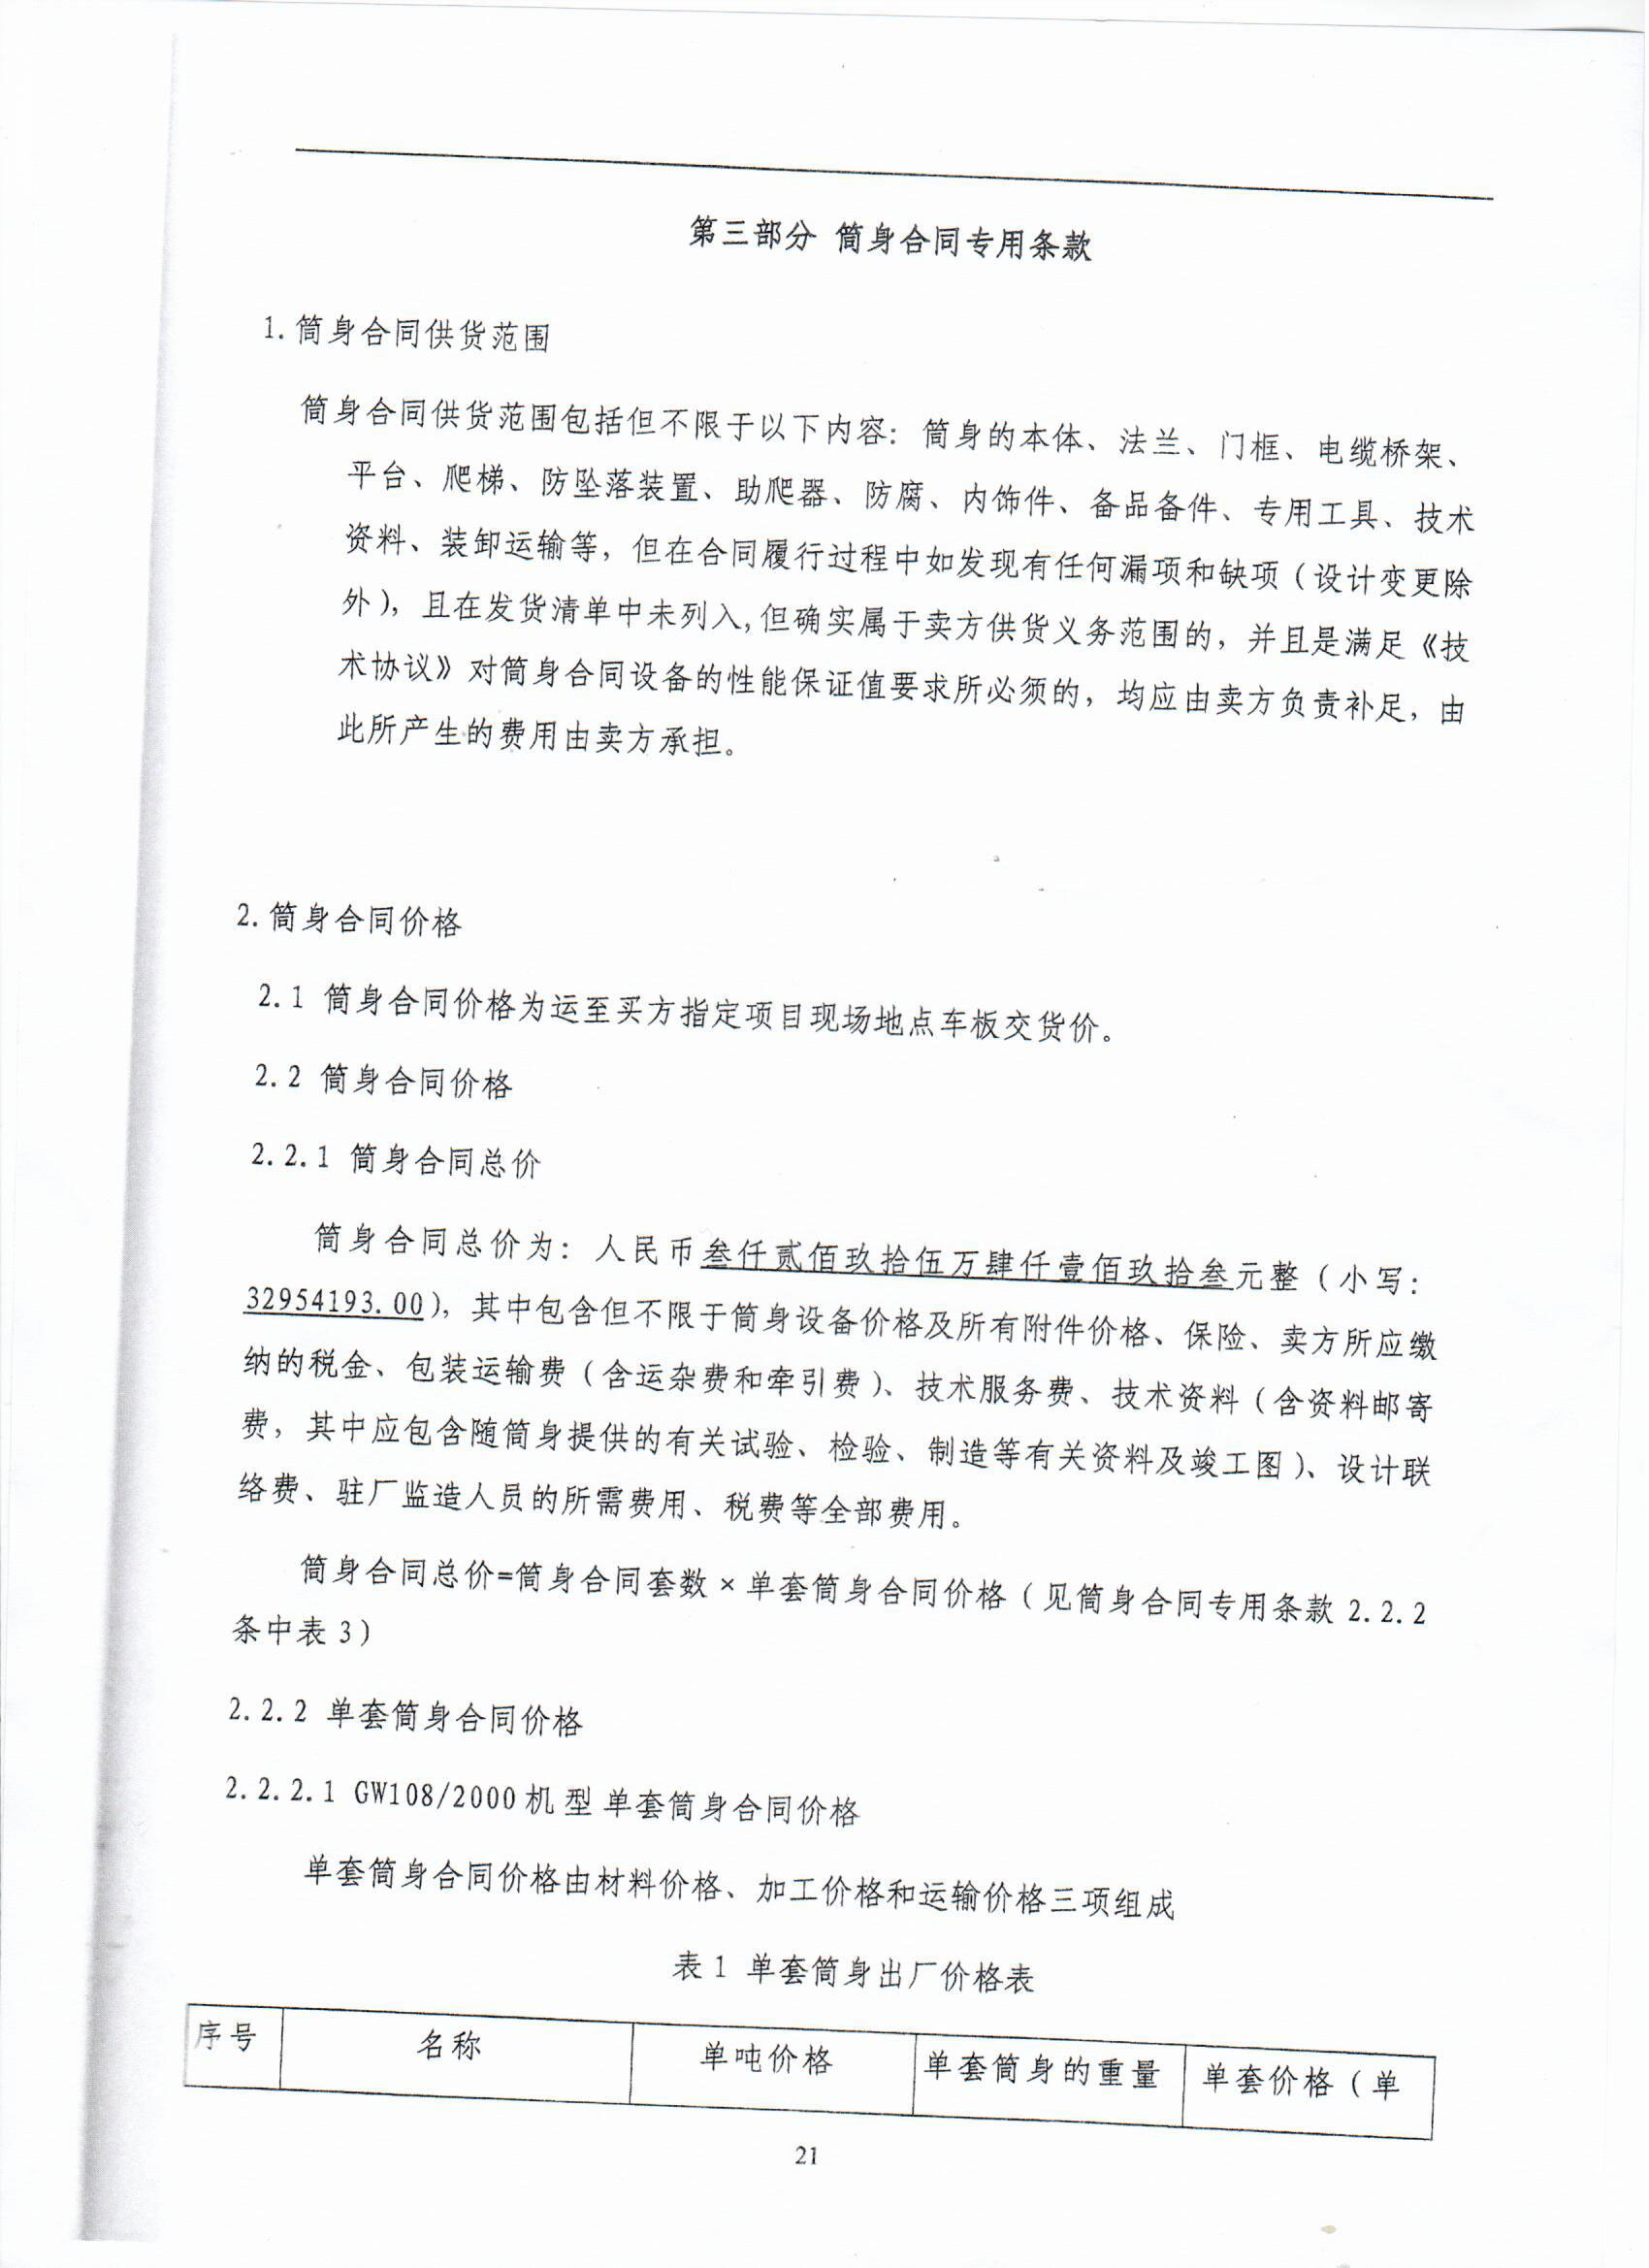 第三部分 筒身合同专用条款
1.筒身合同供货范围
筒身合同供货范围包括但不限于以下内容：筒身的本体、法兰、门框、电缆桥架、
平台、爬梯、防坠落装置、助爬器、防腐、内饰件、备品备件、专用工具、技术
资料、装卸运输等，但在合同履行过程中如发现有任何漏项和缺项（设计变更除
外），且在发货清单中未列入,但确实属于卖方供货义务范围的，并且是满足《技
术协议》对筒身合同设备的性能保证值要求所必须的，均应由卖方负责补足，由
此所产生的费用由卖方承担。
2.筒身合同价格
2.1 筒身合同价格为运至买方指定项目现场地点车板交货价。
2.2 筒身合同价格
2.2.1 筒身合同总价
筒身合同总价为：人民币叁仟贰佰玖拾伍万肆仟壹佰玖拾叁元整（小写：
32954193.00），其中包含但不限于筒身设备价格及所有附件价格、保险、卖方所应缴
纳的税金、包装运输费（含运杂费和牵引费）、技术服务费、技术资料（含资料邮寄
费，其中应包含随筒身提供的有关试验、检验、制造等有关资料及竣工图）、设计联
络费、驻厂监造人员的所需费用、税费等全部费用。
筒身合同总价=筒身合同套数×单套筒身合同价格（见筒身合同专用条款 2.2.2
条中表 3）
2.2.2 单套筒身合同价格
2.2.2.1 GW108/2000 机型 单套筒身合同价格
单套筒身合同价格由材料价格、加工价格和运输价格三项组成
表 1 单套筒身出厂价格表
序号 名称 单吨价格 单套筒身的重量 单套价格（单
21